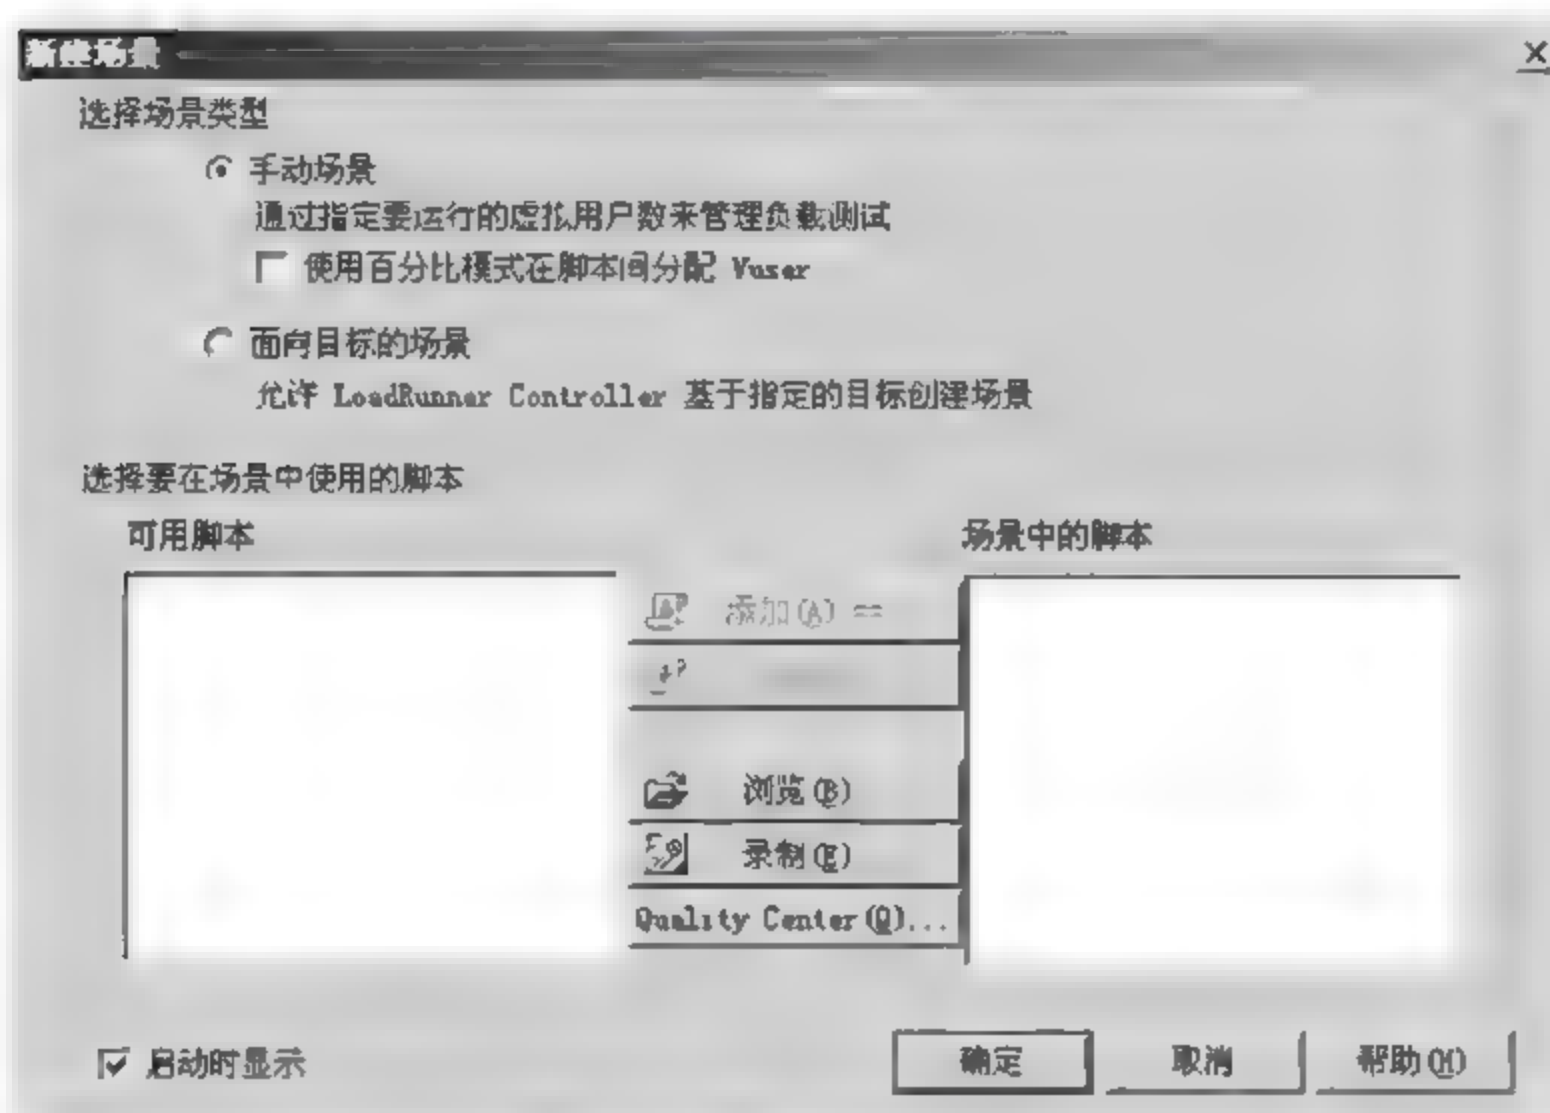 新建场景
选择场景类型
手动场景
通过指定要运行的虚拟用户数来管理负载测试
使用百分比模式在脚本间分配 Vuser
面向目标的场景
允许 LoadRunner Controller 基于指定的目标创建场景
选择要在场景中使用的脚本
可用脚本
场景中的脚本
添加(A) ==
浏览(B)
录制(E)
Quality Center(Q)...
启动时显示
确定 取消 帮助(H)